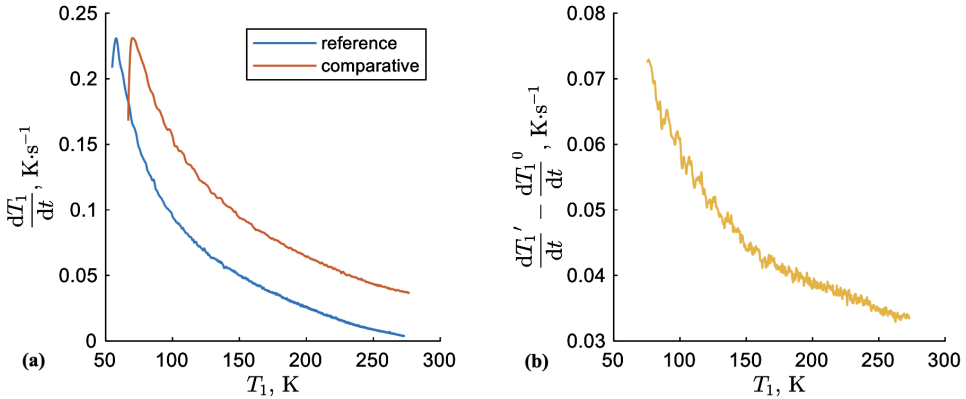 0.25
0.2
0.15
0.1
0.05
0
50 100 150 200 250 300
dT₁/dt, K·s⁻¹
T₁, K
reference
comparative
(a)
0.08
0.07
0.06
0.05
0.04
0.03
50 100 150 200 250 300
dT₁′/dt − dT₁⁰/dt, K·s⁻¹
T₁, K
(b)